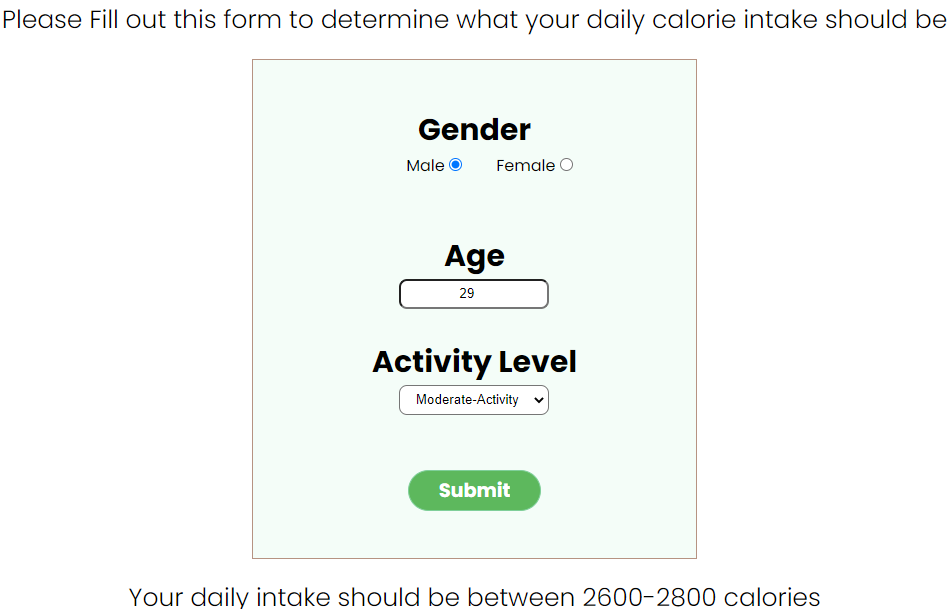 Please Fill out this form to determine what your daily calorie intake should be
Gender
Male Female
Age
29
Activity Level
Moderate-Activity
Submit
Your daily intake should be between 2600-2800 calories